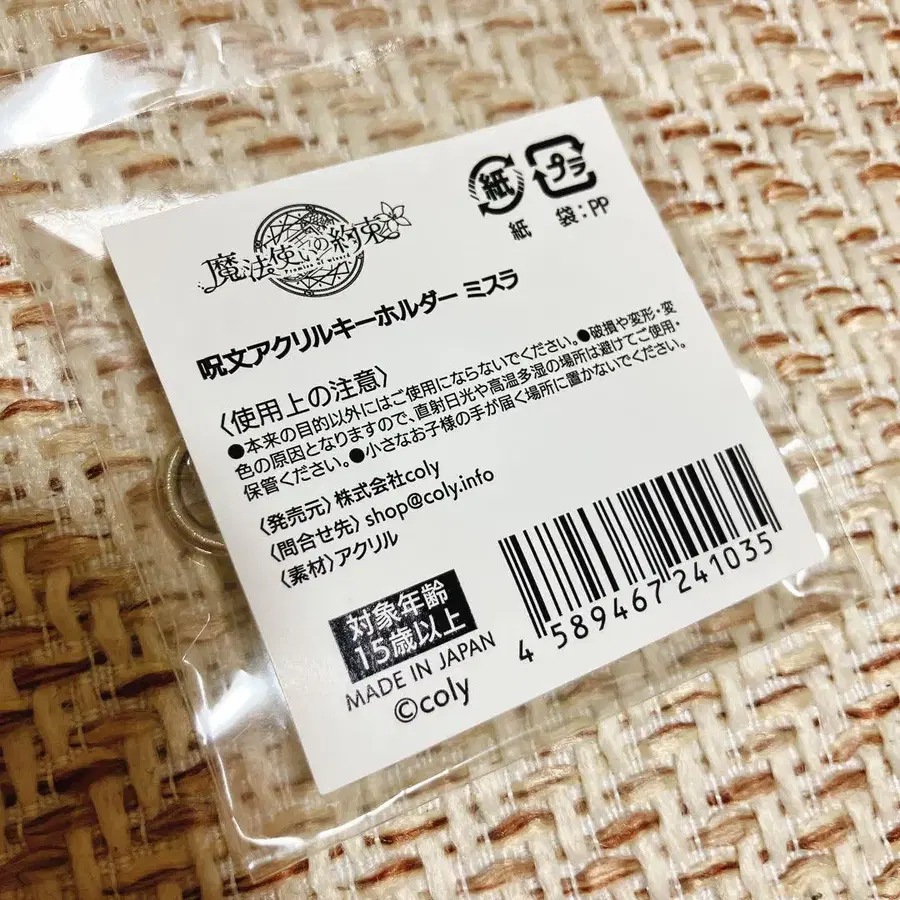 魔法使いの約束
Promise of Wizard
紙
プラ
紙 袋：PP
呪文アクリルキーホルダー ミスラ
〈使用上の注意〉
●本来の目的以外にはご使用にならないでください。●破損や変形・変
色の原因となりますので、直射日光や高温多湿の場所は避けてご使用・
保管ください。●小さなお子様の手が届く場所に置かないでください。
〈発売元〉株式会社coly
〈問合せ先〉shop@coly.info
〈素材〉アクリル
対象年齢
15歳以上
MADE IN JAPAN
©coly
4 589467 241035